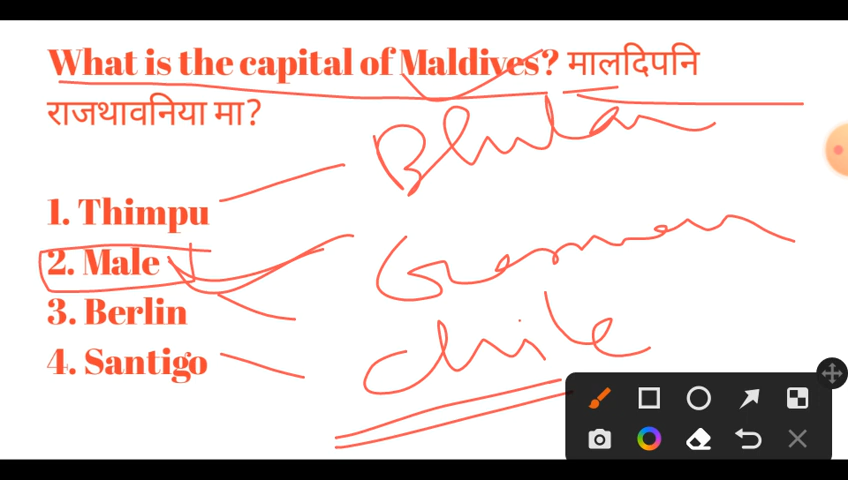 What is the capital of Maldives? मालदिपनि
राजथावनिया मा?
Bhutan
1. Thimpu
2. Male
German
3. Berlin
4. Santigo
Chile